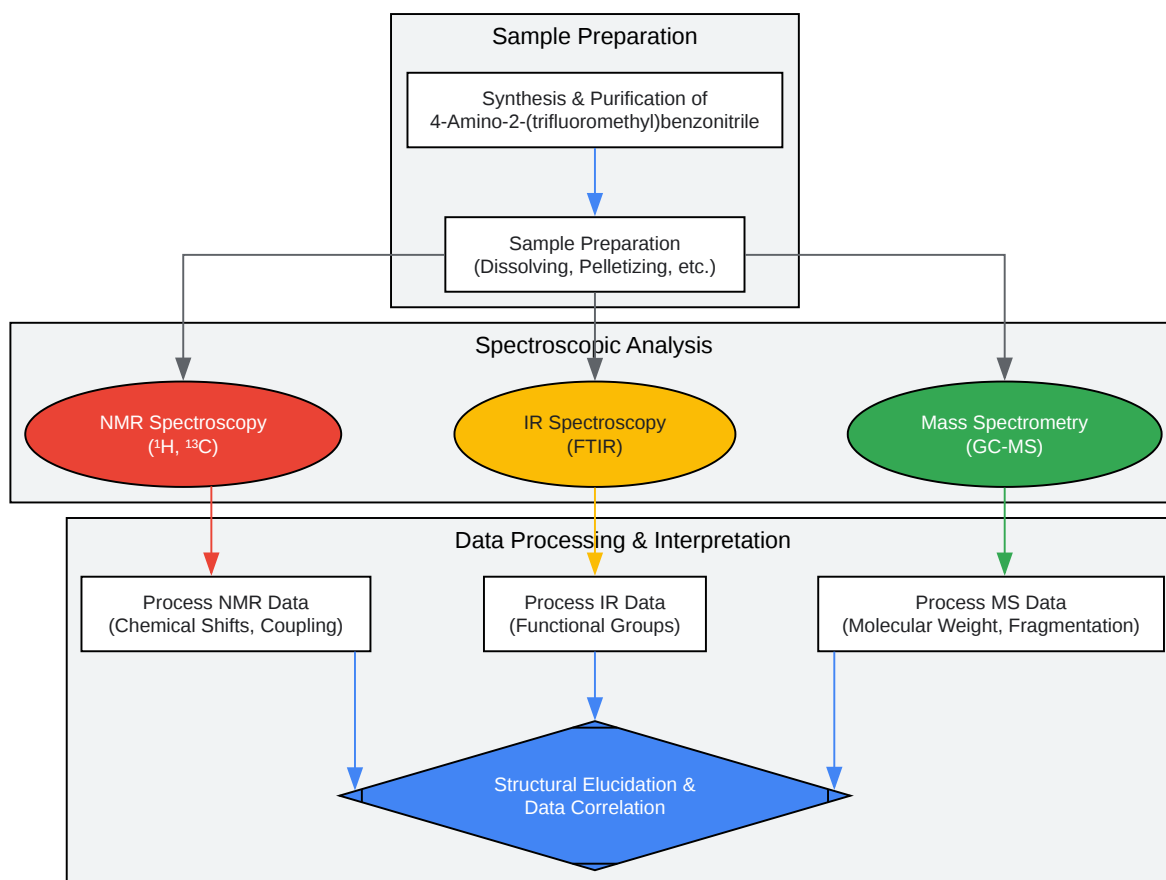 Sample Preparation
Synthesis & Purification of
4-Amino-2-(trifluoromethyl)benzonitrile
Sample Preparation
(Dissolving, Pelletizing, etc.)
Spectroscopic Analysis
NMR Spectroscopy
(¹H, ¹³C)
IR Spectroscopy
(FTIR)
Mass Spectrometry
(GC-MS)
Data Processing & Interpretation
Process NMR Data
(Chemical Shifts, Coupling)
Process IR Data
(Functional Groups)
Process MS Data
(Molecular Weight, Fragmentation)
Structural Elucidation &
Data Correlation